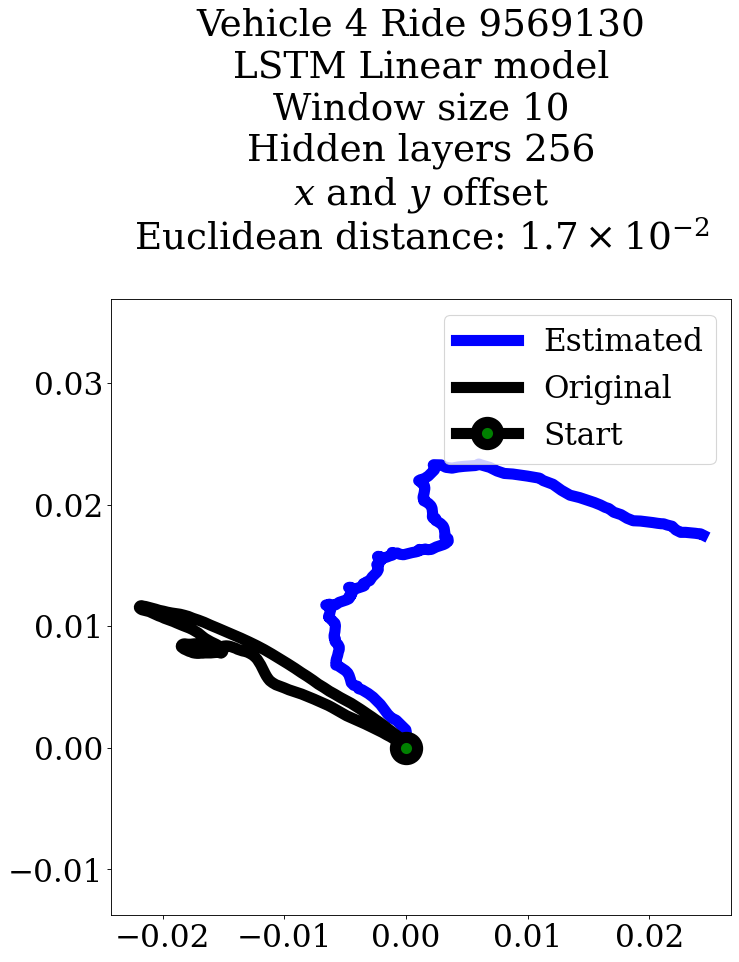 Vehicle 4 Ride 9569130
LSTM Linear model
Window size 10
Hidden layers 256
x and y offset
Euclidean distance: 1.7 × 10⁻²
Estimated
Original
Start
0.03
0.02
0.01
0.00
−0.01
−0.02 −0.01 0.00 0.01 0.02